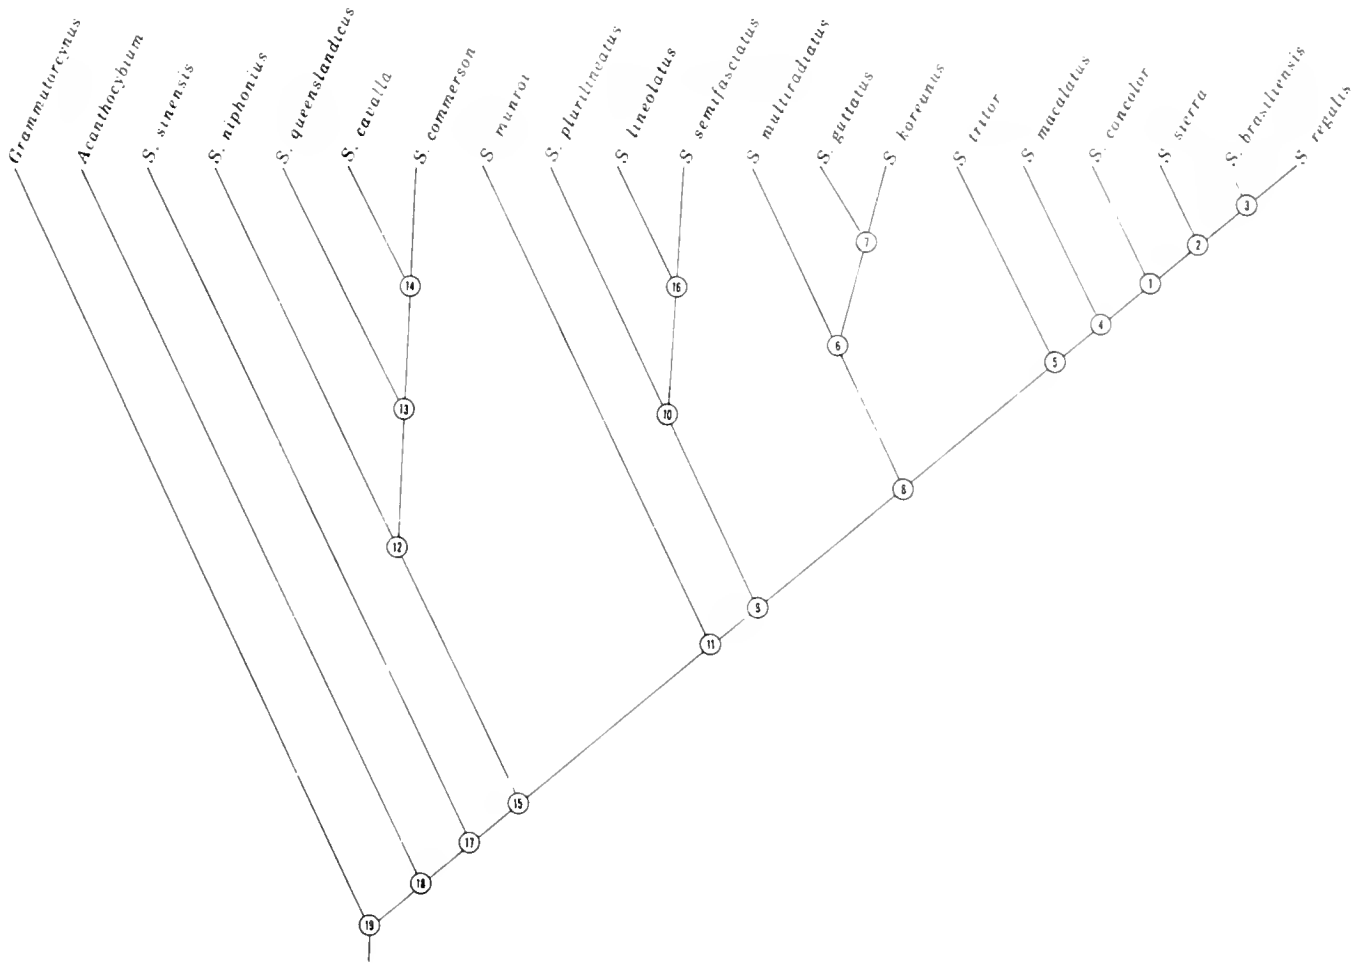 Grammatorcynus
Acanthocybium
S. sinensis
S. niphonius
S. queenslandicus
S. cavalla
S. commerson
S. munroi
S. plurilineatus
S. lineolatus
S. semifasciatus
S. multiradiatus
S. guttatus
S. koreanus
S. tritor
S. maculatus
S. concolor
S. sierra
S. brasiliensis
S. regalis
3
7
2
14
16
1
4
6
5
13
10
8
12
9
11
15
17
18
19